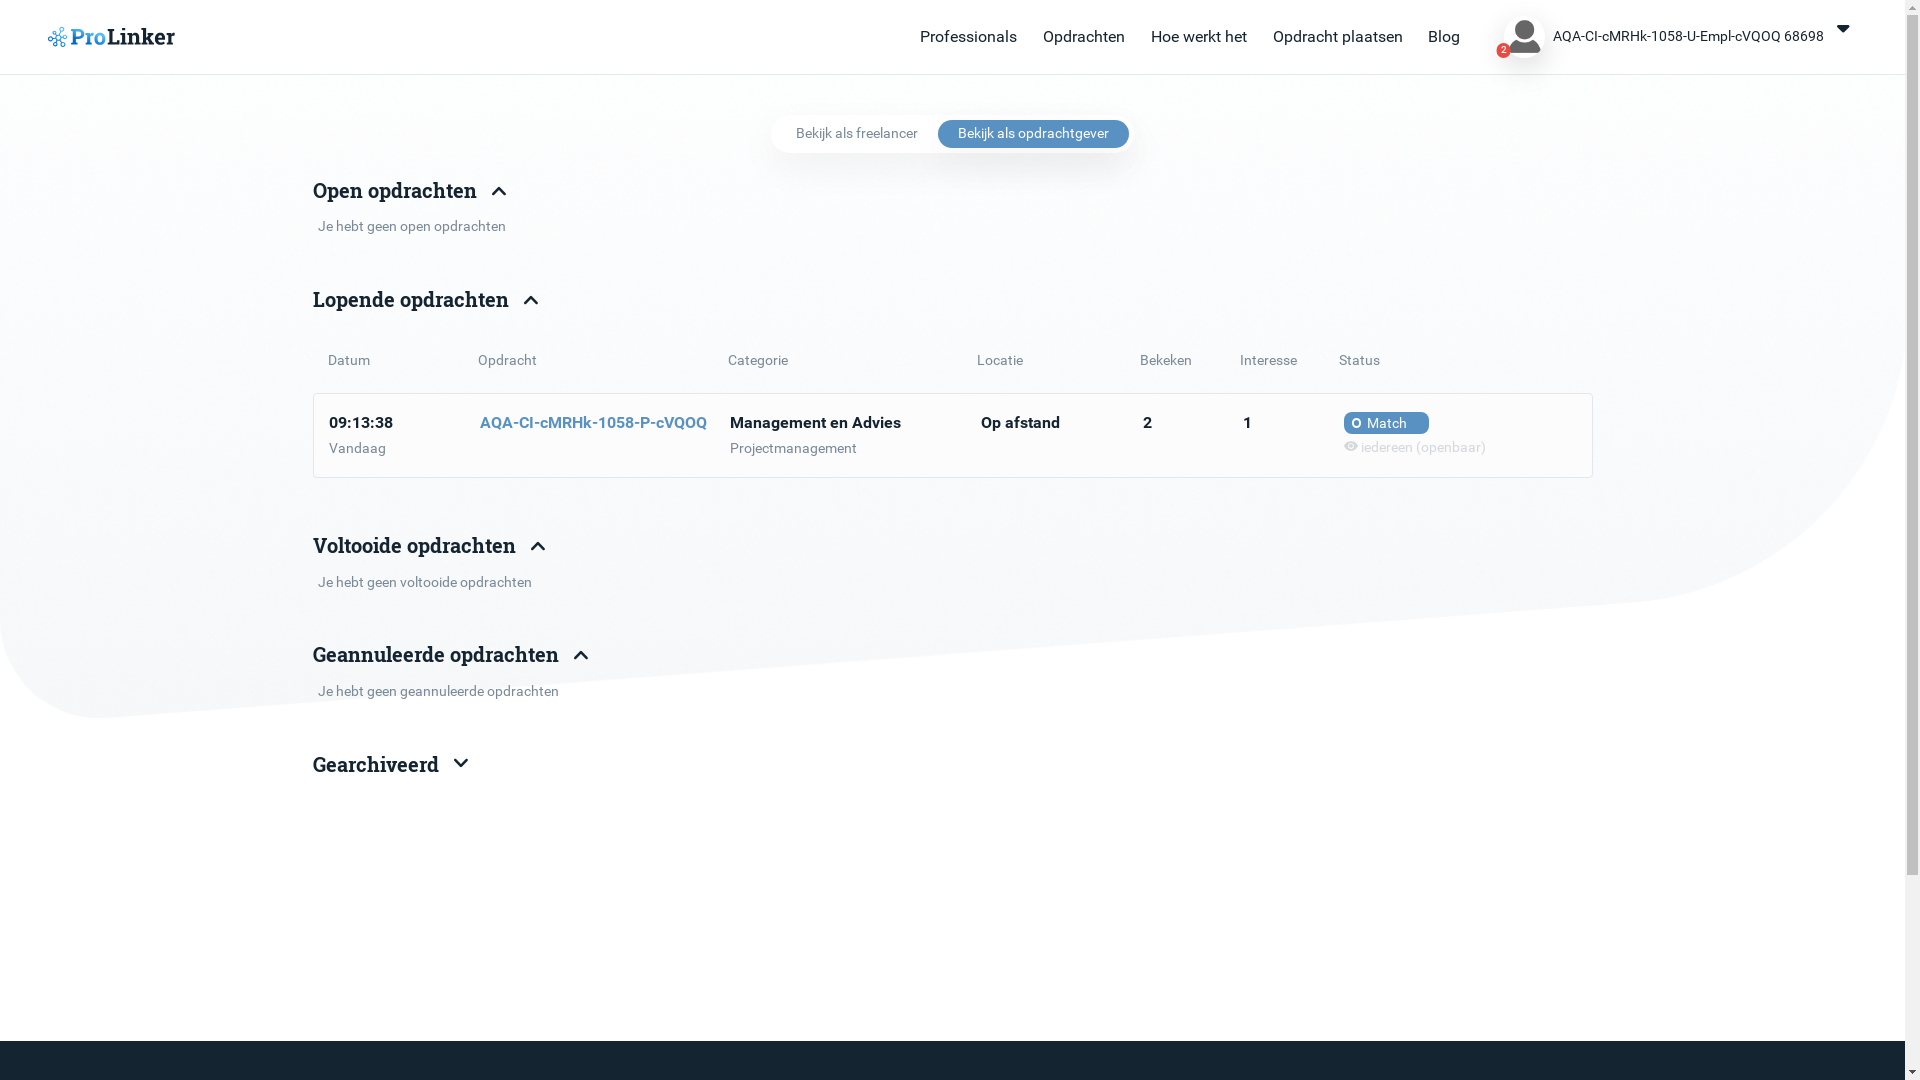 ProLinker
Professionals
Opdrachten
Hoe werkt het
Opdracht plaatsen
Blog
2
AQA-CI-cMRHk-1058-U-Empl-cVQOQ 68698
Bekijk als freelancer
Bekijk als opdrachtgever
Open opdrachten
Je hebt geen open opdrachten
Lopende opdrachten
Datum
Opdracht
Categorie
Locatie
Bekeken
Interesse
Status
09:13:38
AQA-CI-cMRHk-1058-P-cVQOQ
Management en Advies
Op afstand
2
1
Match
Vandaag
Projectmanagement
iedereen (openbaar)
Voltooide opdrachten
Je hebt geen voltooide opdrachten
Geannuleerde opdrachten
Je hebt geen geannuleerde opdrachten
Gearchiveerd